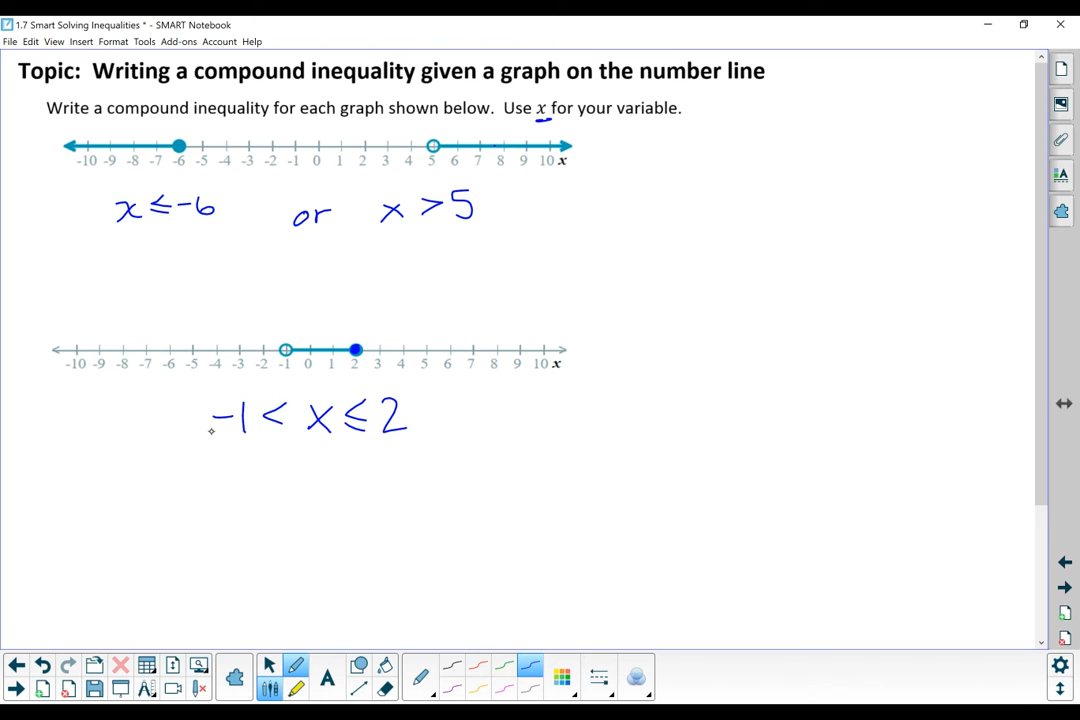 1.7 Smart Solving Inequalities * - SMART Notebook
File Edit View Insert Format Tools Add-ons Account Help
Topic: Writing a compound inequality given a graph on the number line
Write a compound inequality for each graph shown below. Use x for your variable.
-10 -9 -8 -7 -6 -5 -4 -3 -2 -1 0 1 2 3 4 5 6 7 8 9 10 x
x ≤ -6 or x > 5
-10 -9 -8 -7 -6 -5 -4 -3 -2 -1 0 1 2 3 4 5 6 7 8 9 10 x
-1 < x ≤ 2